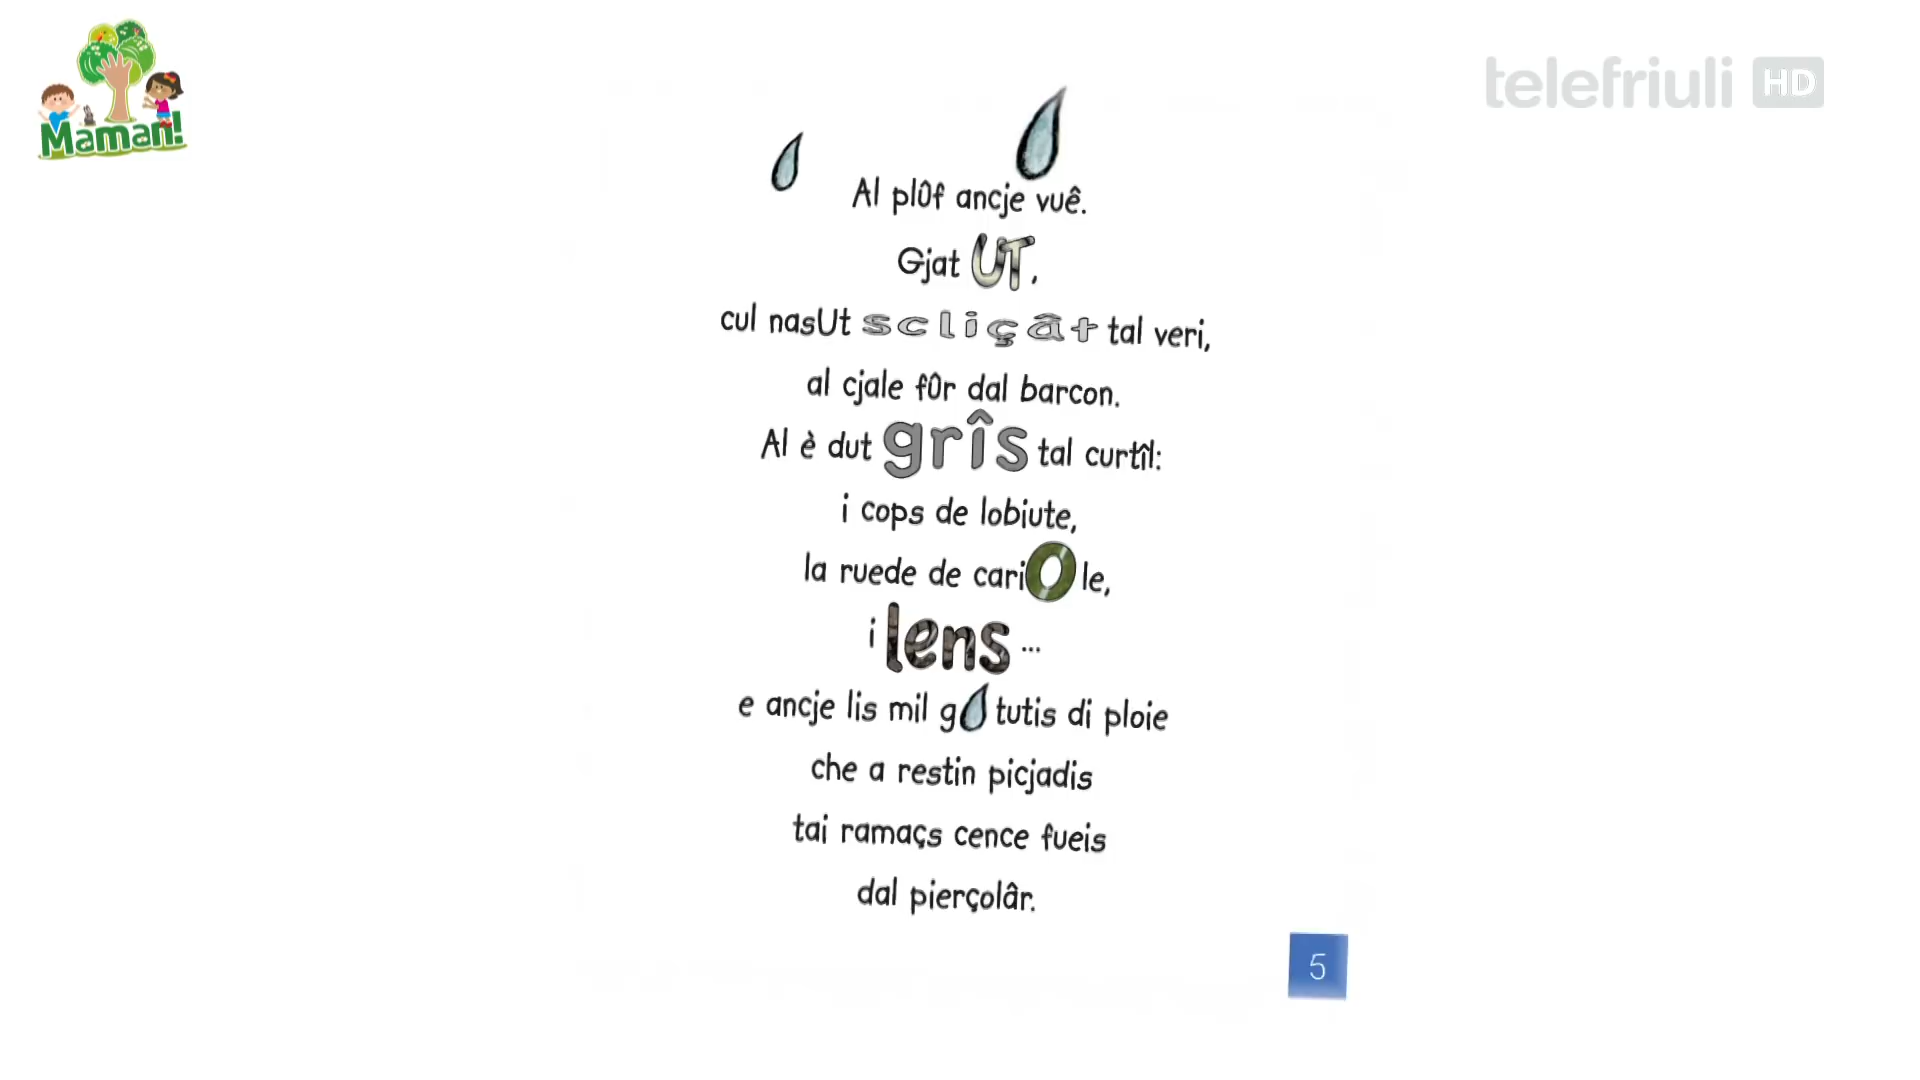 Maman!
telefriuli HD
Al plûf ancje vuê.
Gjat UT,
cul nasUt scliçât tal veri,
al cjale fûr dal barcon.
Al è dut grîs tal curtîl:
i cops de lobiute,
la ruede de cariOle,
i lens ...
e ancje lis mil gotutis di ploie
che a restin picjadis
tai ramaçs cence fueis
dal pierçolâr.
5